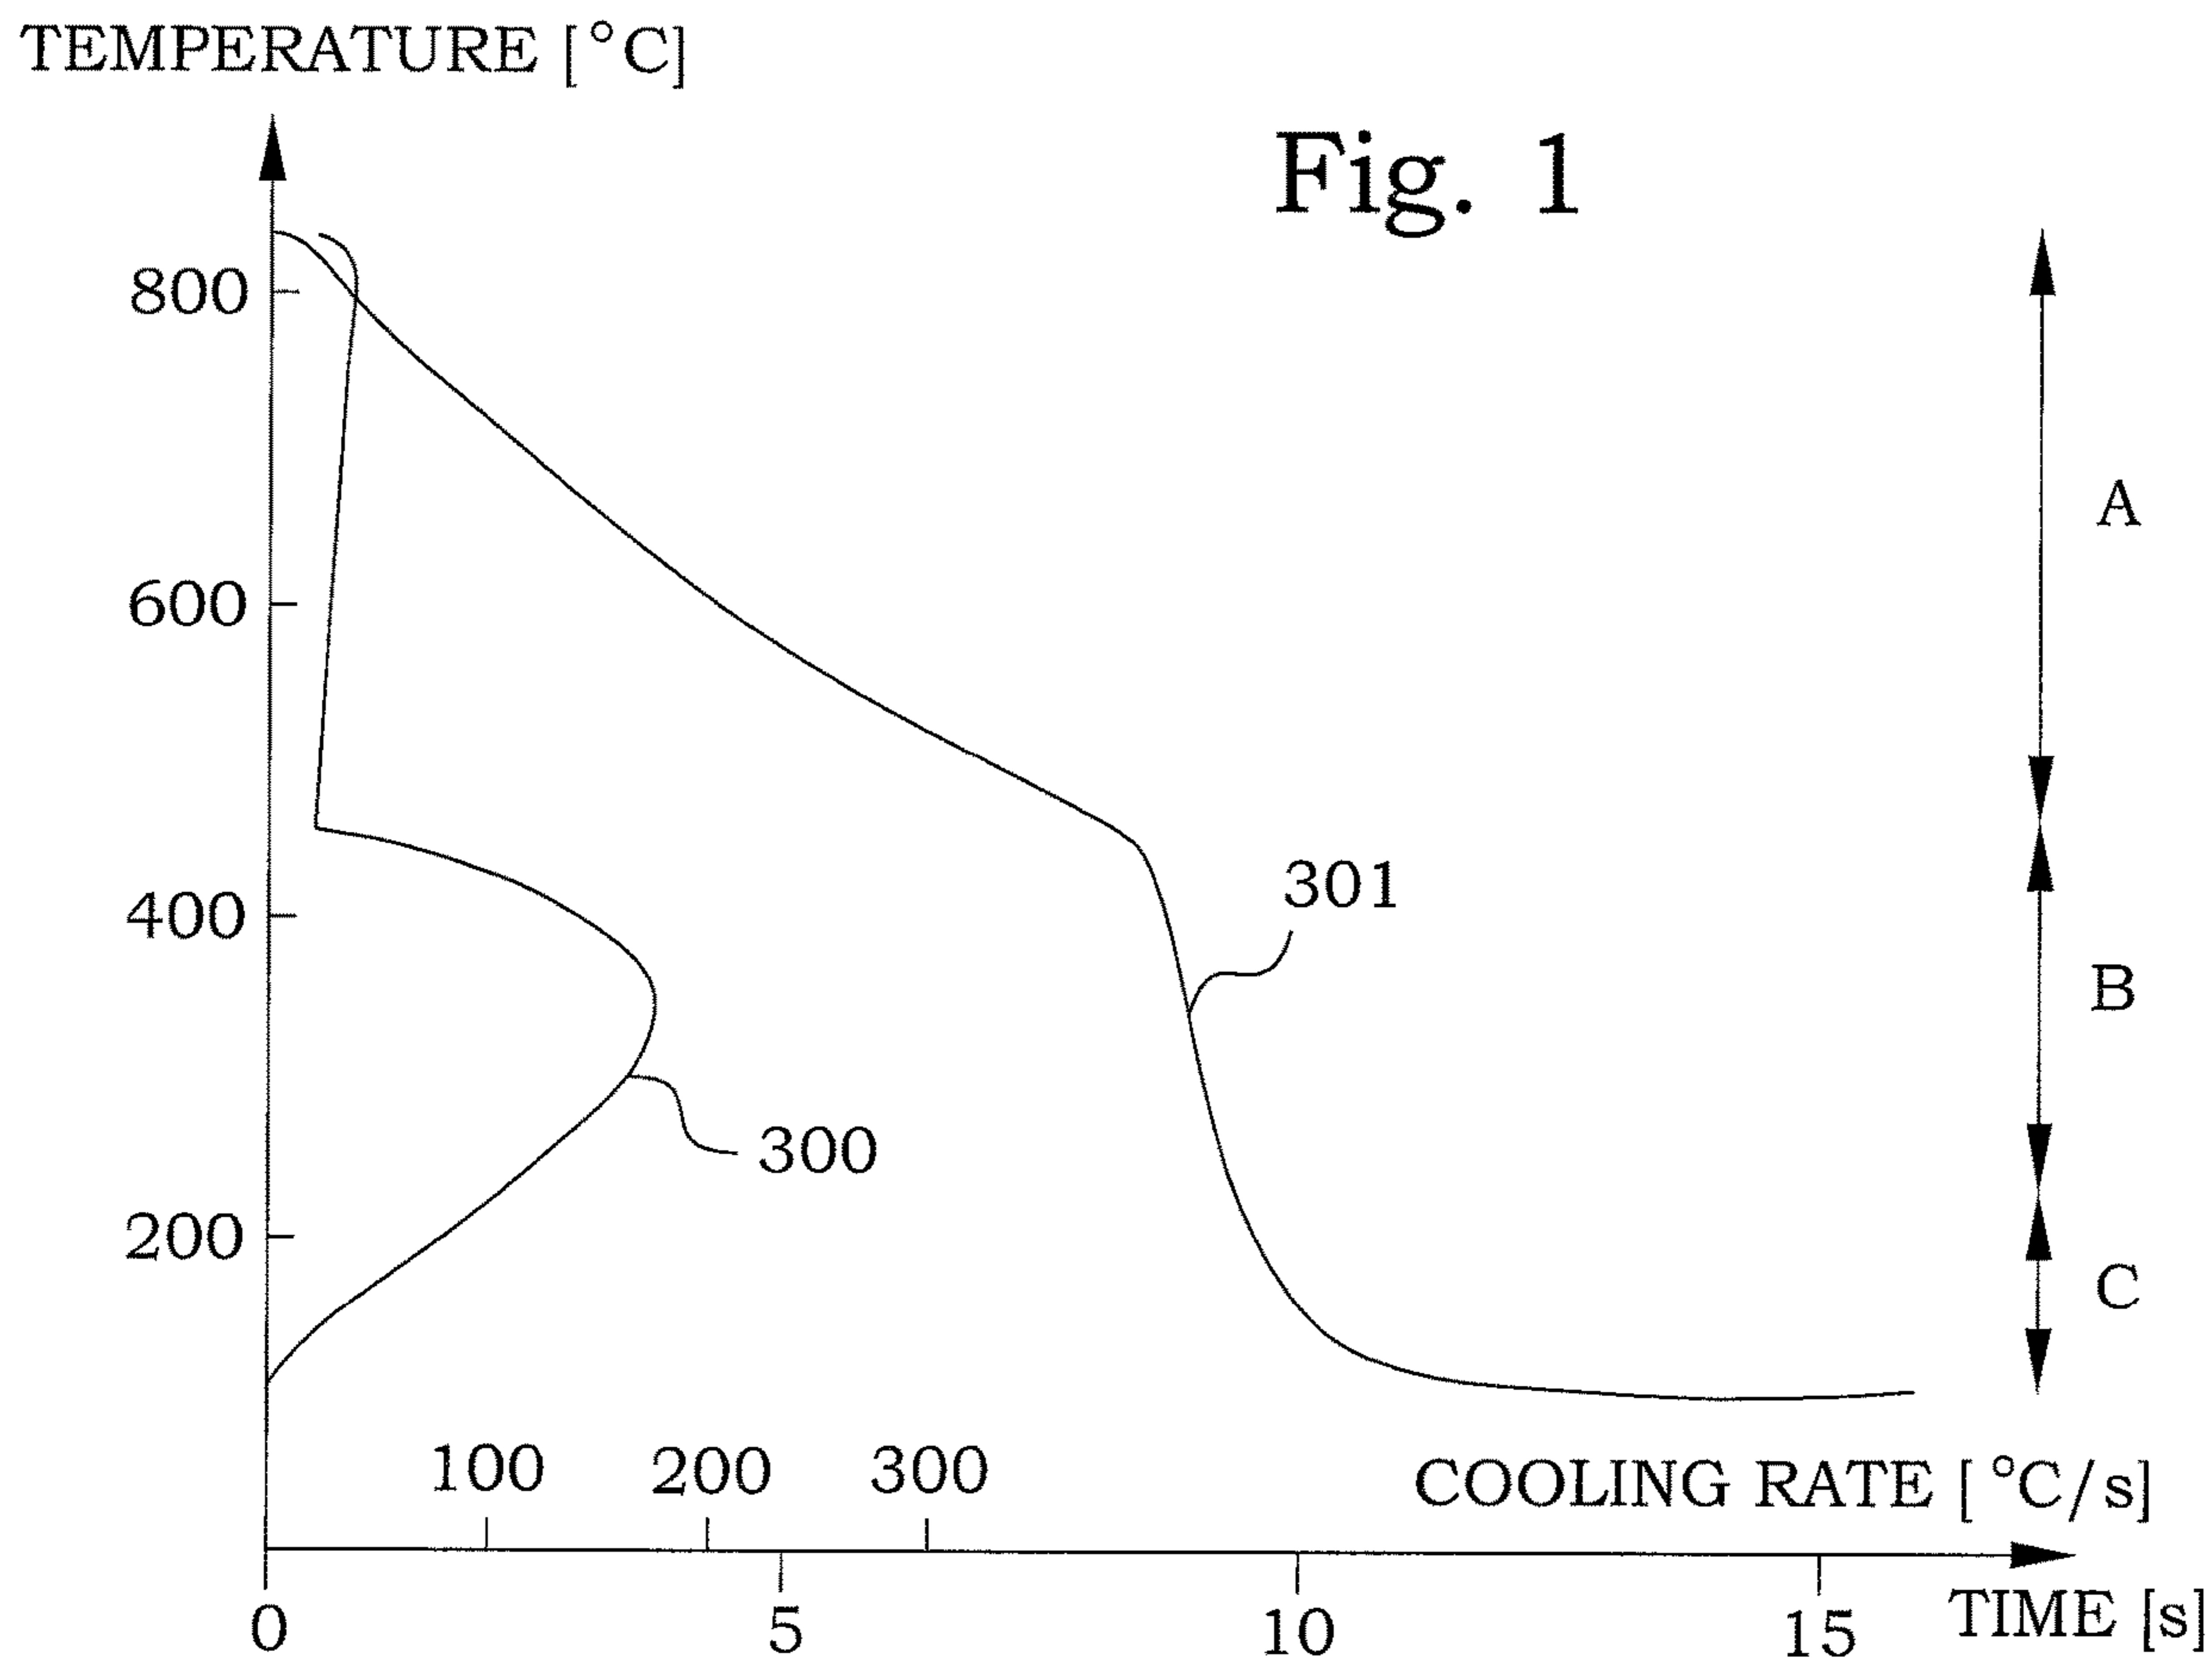 TEMPERATURE [°C]
Fig. 1
800
A
600
301
400
B
300
200
C
100 200 300
COOLING RATE [°C/s]
0 5 10 15
TIME [s]